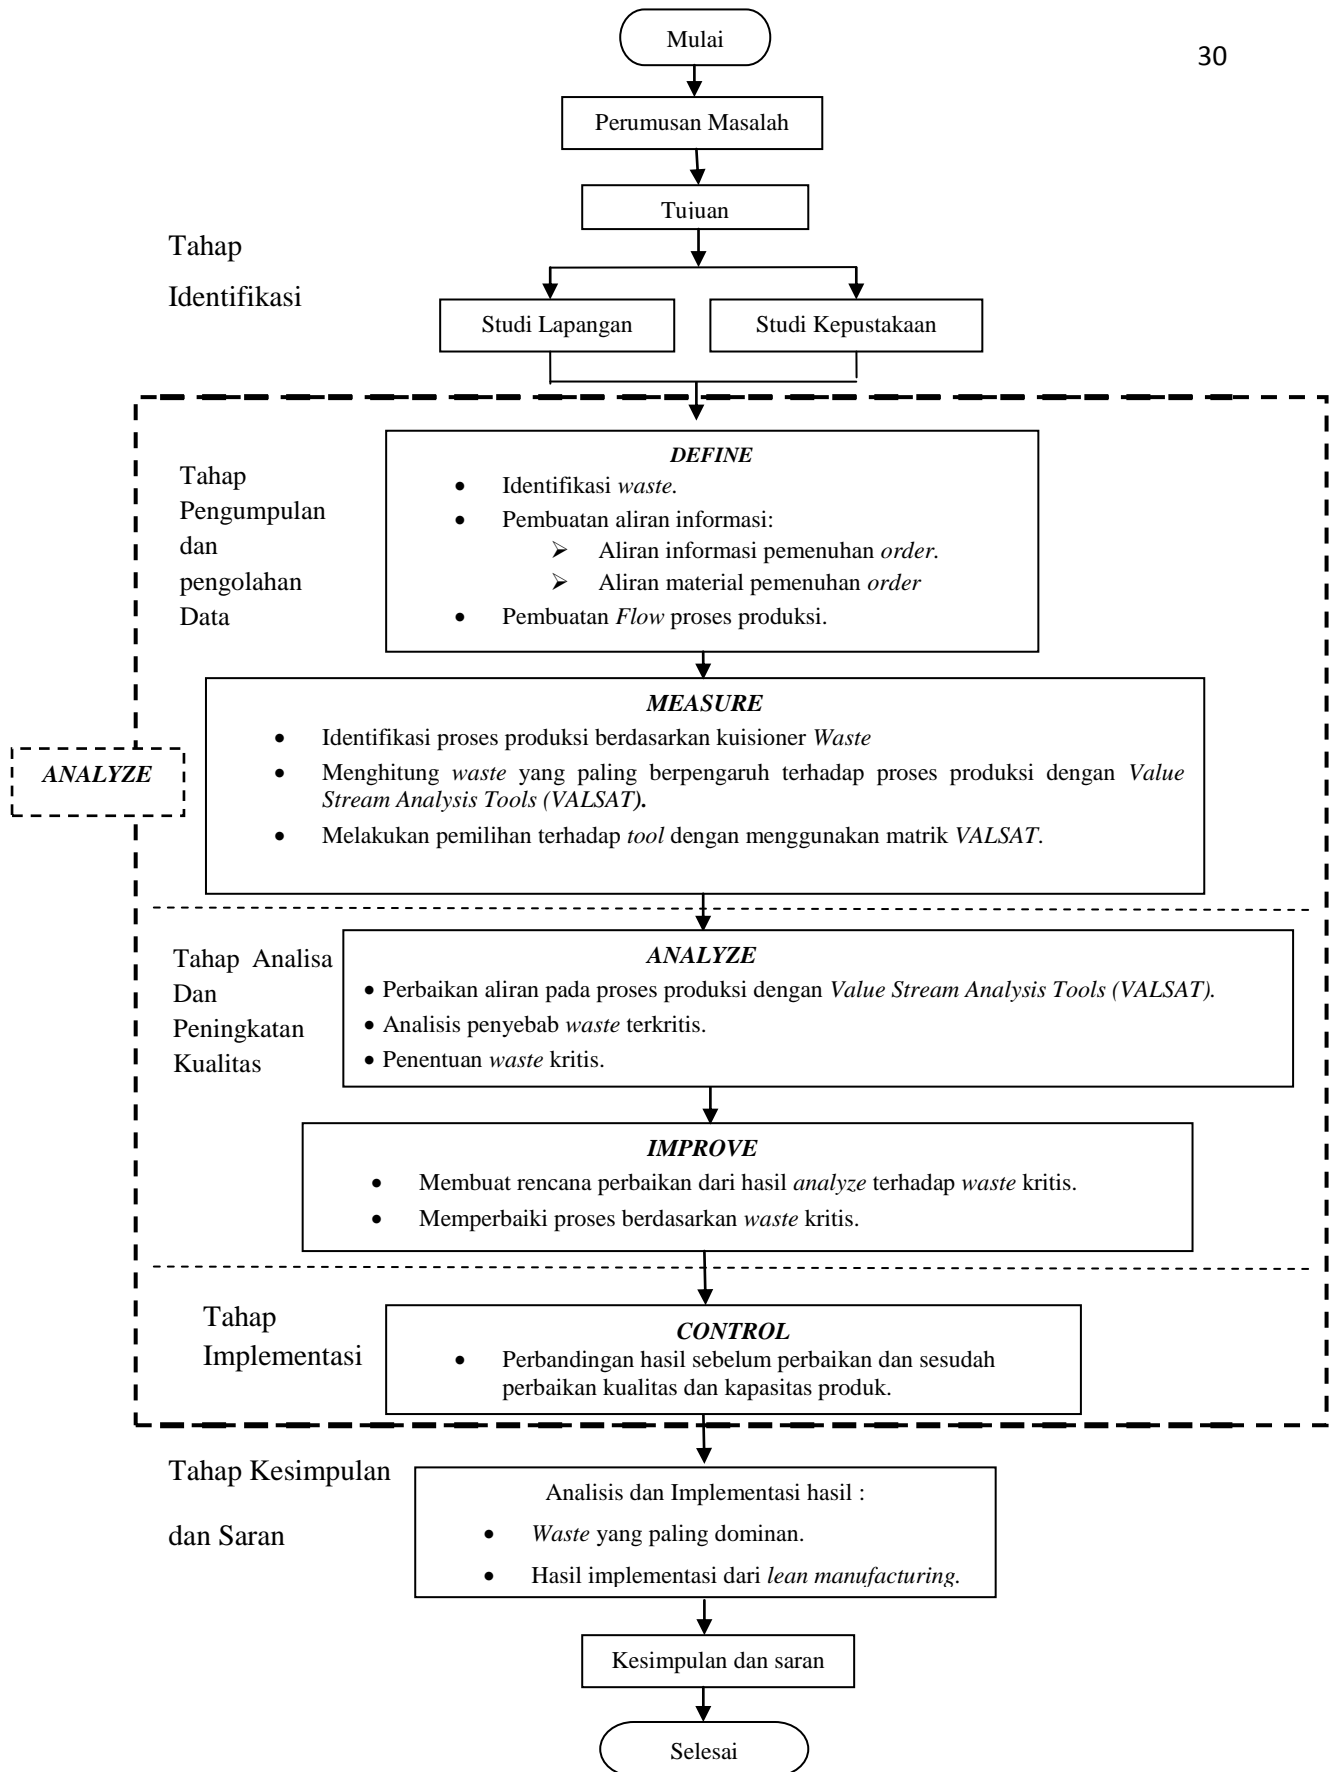 Mulai
30
Perumusan Masalah
Tujuan
Tahap
Identifikasi
Studi Lapangan
Studi Kepustakaan
Tahap
Pengumpulan
dan
pengolahan
Data
DEFINE
• Identifikasi waste.
• Pembuatan aliran informasi:
➢ Aliran informasi pemenuhan order.
➢ Aliran material pemenuhan order
• Pembuatan Flow proses produksi.
ANALYZE
MEASURE
• Identifikasi proses produksi berdasarkan kuisioner Waste
• Menghitung waste yang paling berpengaruh terhadap proses produksi dengan Value
Stream Analysis Tools (VALSAT).
• Melakukan pemilihan terhadap tool dengan menggunakan matrik VALSAT.
Tahap Analisa
Dan
Peningkatan
Kualitas
ANALYZE
• Perbaikan aliran pada proses produksi dengan Value Stream Analysis Tools (VALSAT).
• Analisis penyebab waste terkritis.
• Penentuan waste kritis.
IMPROVE
• Membuat rencana perbaikan dari hasil analyze terhadap waste kritis.
• Memperbaiki proses berdasarkan waste kritis.
Tahap
Implementasi
CONTROL
• Perbandingan hasil sebelum perbaikan dan sesudah
perbaikan kualitas dan kapasitas produk.
Tahap Kesimpulan
dan Saran
Analisis dan Implementasi hasil :
• Waste yang paling dominan.
• Hasil implementasi dari lean manufacturing.
Kesimpulan dan saran
Selesai